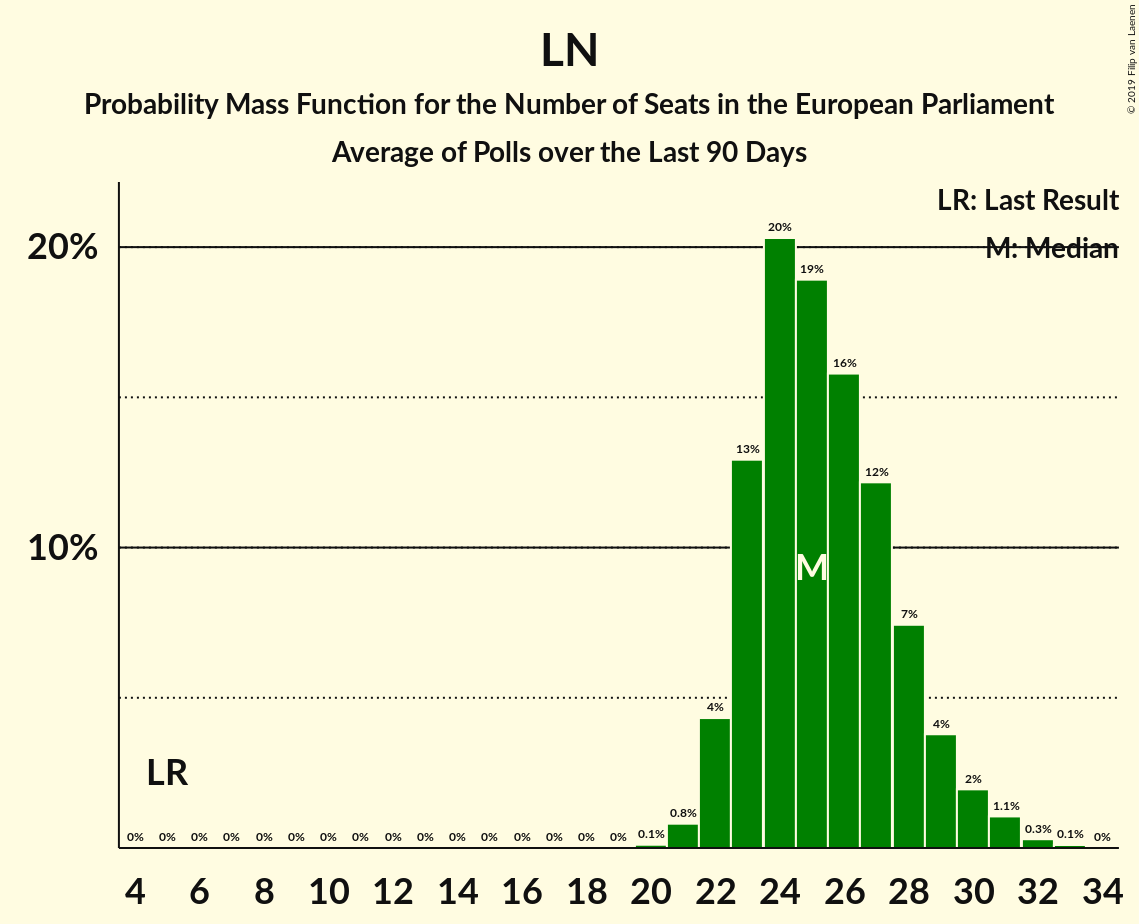 LN
Probability Mass Function for the Number of Seats in the European Parliament
Average of Polls over the Last 90 Days
© 2019 Filip van Laenen
LR: Last Result
M: Median
20%
10%
20%
19%
16%
13%
12%
7%
4%
4%
2%
1.1%
0.8%
0.3%
0.1%
0.1%
0%
M
LR
0% 0% 0% 0% 0% 0% 0% 0% 0% 0% 0% 0% 0% 0% 0% 0%
4 6 8 10 12 14 16 18 20 22 24 26 28 30 32 34